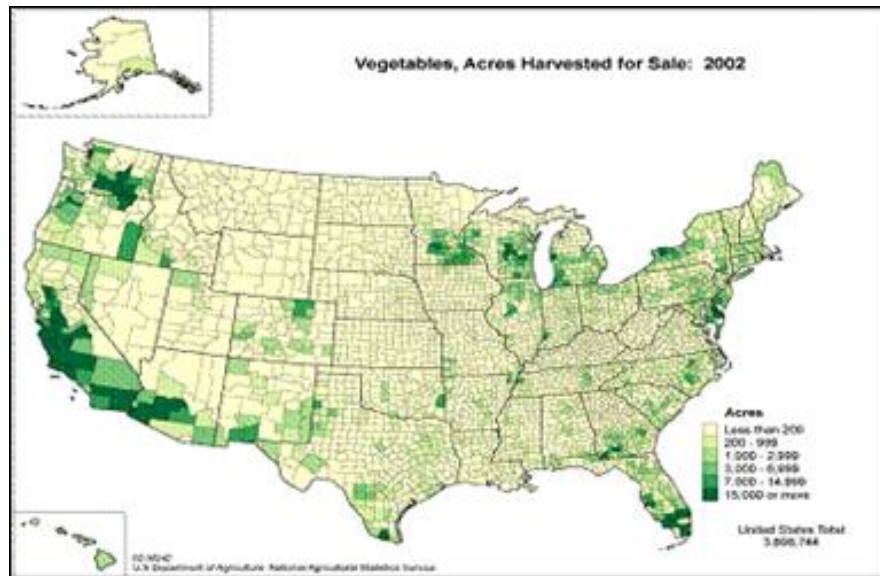 Vegetables, Acres Harvested for Sale: 2002
Acres
Less than 200
200 - 999
1,000 - 2,999
3,000 - 6,999
7,000 - 14,999
15,000 or more
United States Total
U.S. Department of Agriculture, National Agricultural Statistics Service